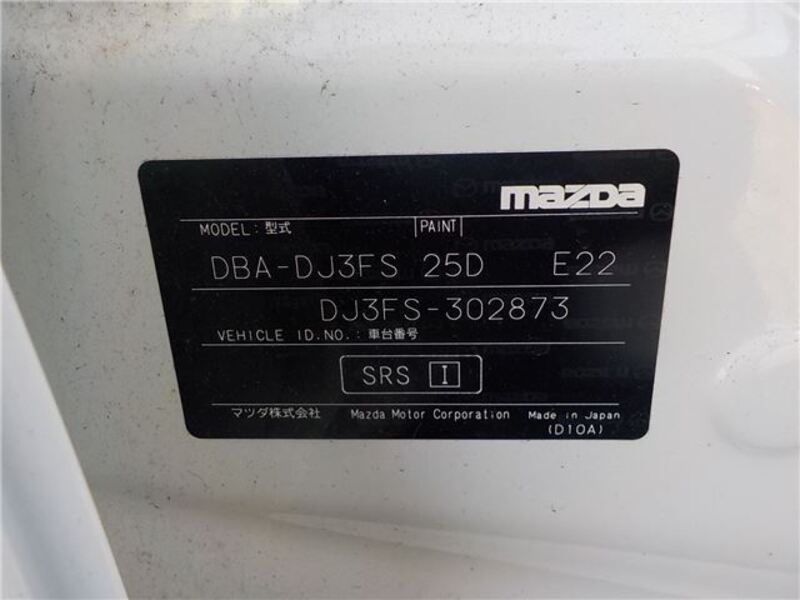 mazda
MODEL: 型式 PAINT
DBA-DJ3FS 25D E22
DJ3FS-302873
VEHICLE ID.NO.: 車台番号
SRS I
マツダ株式会社 Mazda Motor Corporation Made in Japan
(D10A)